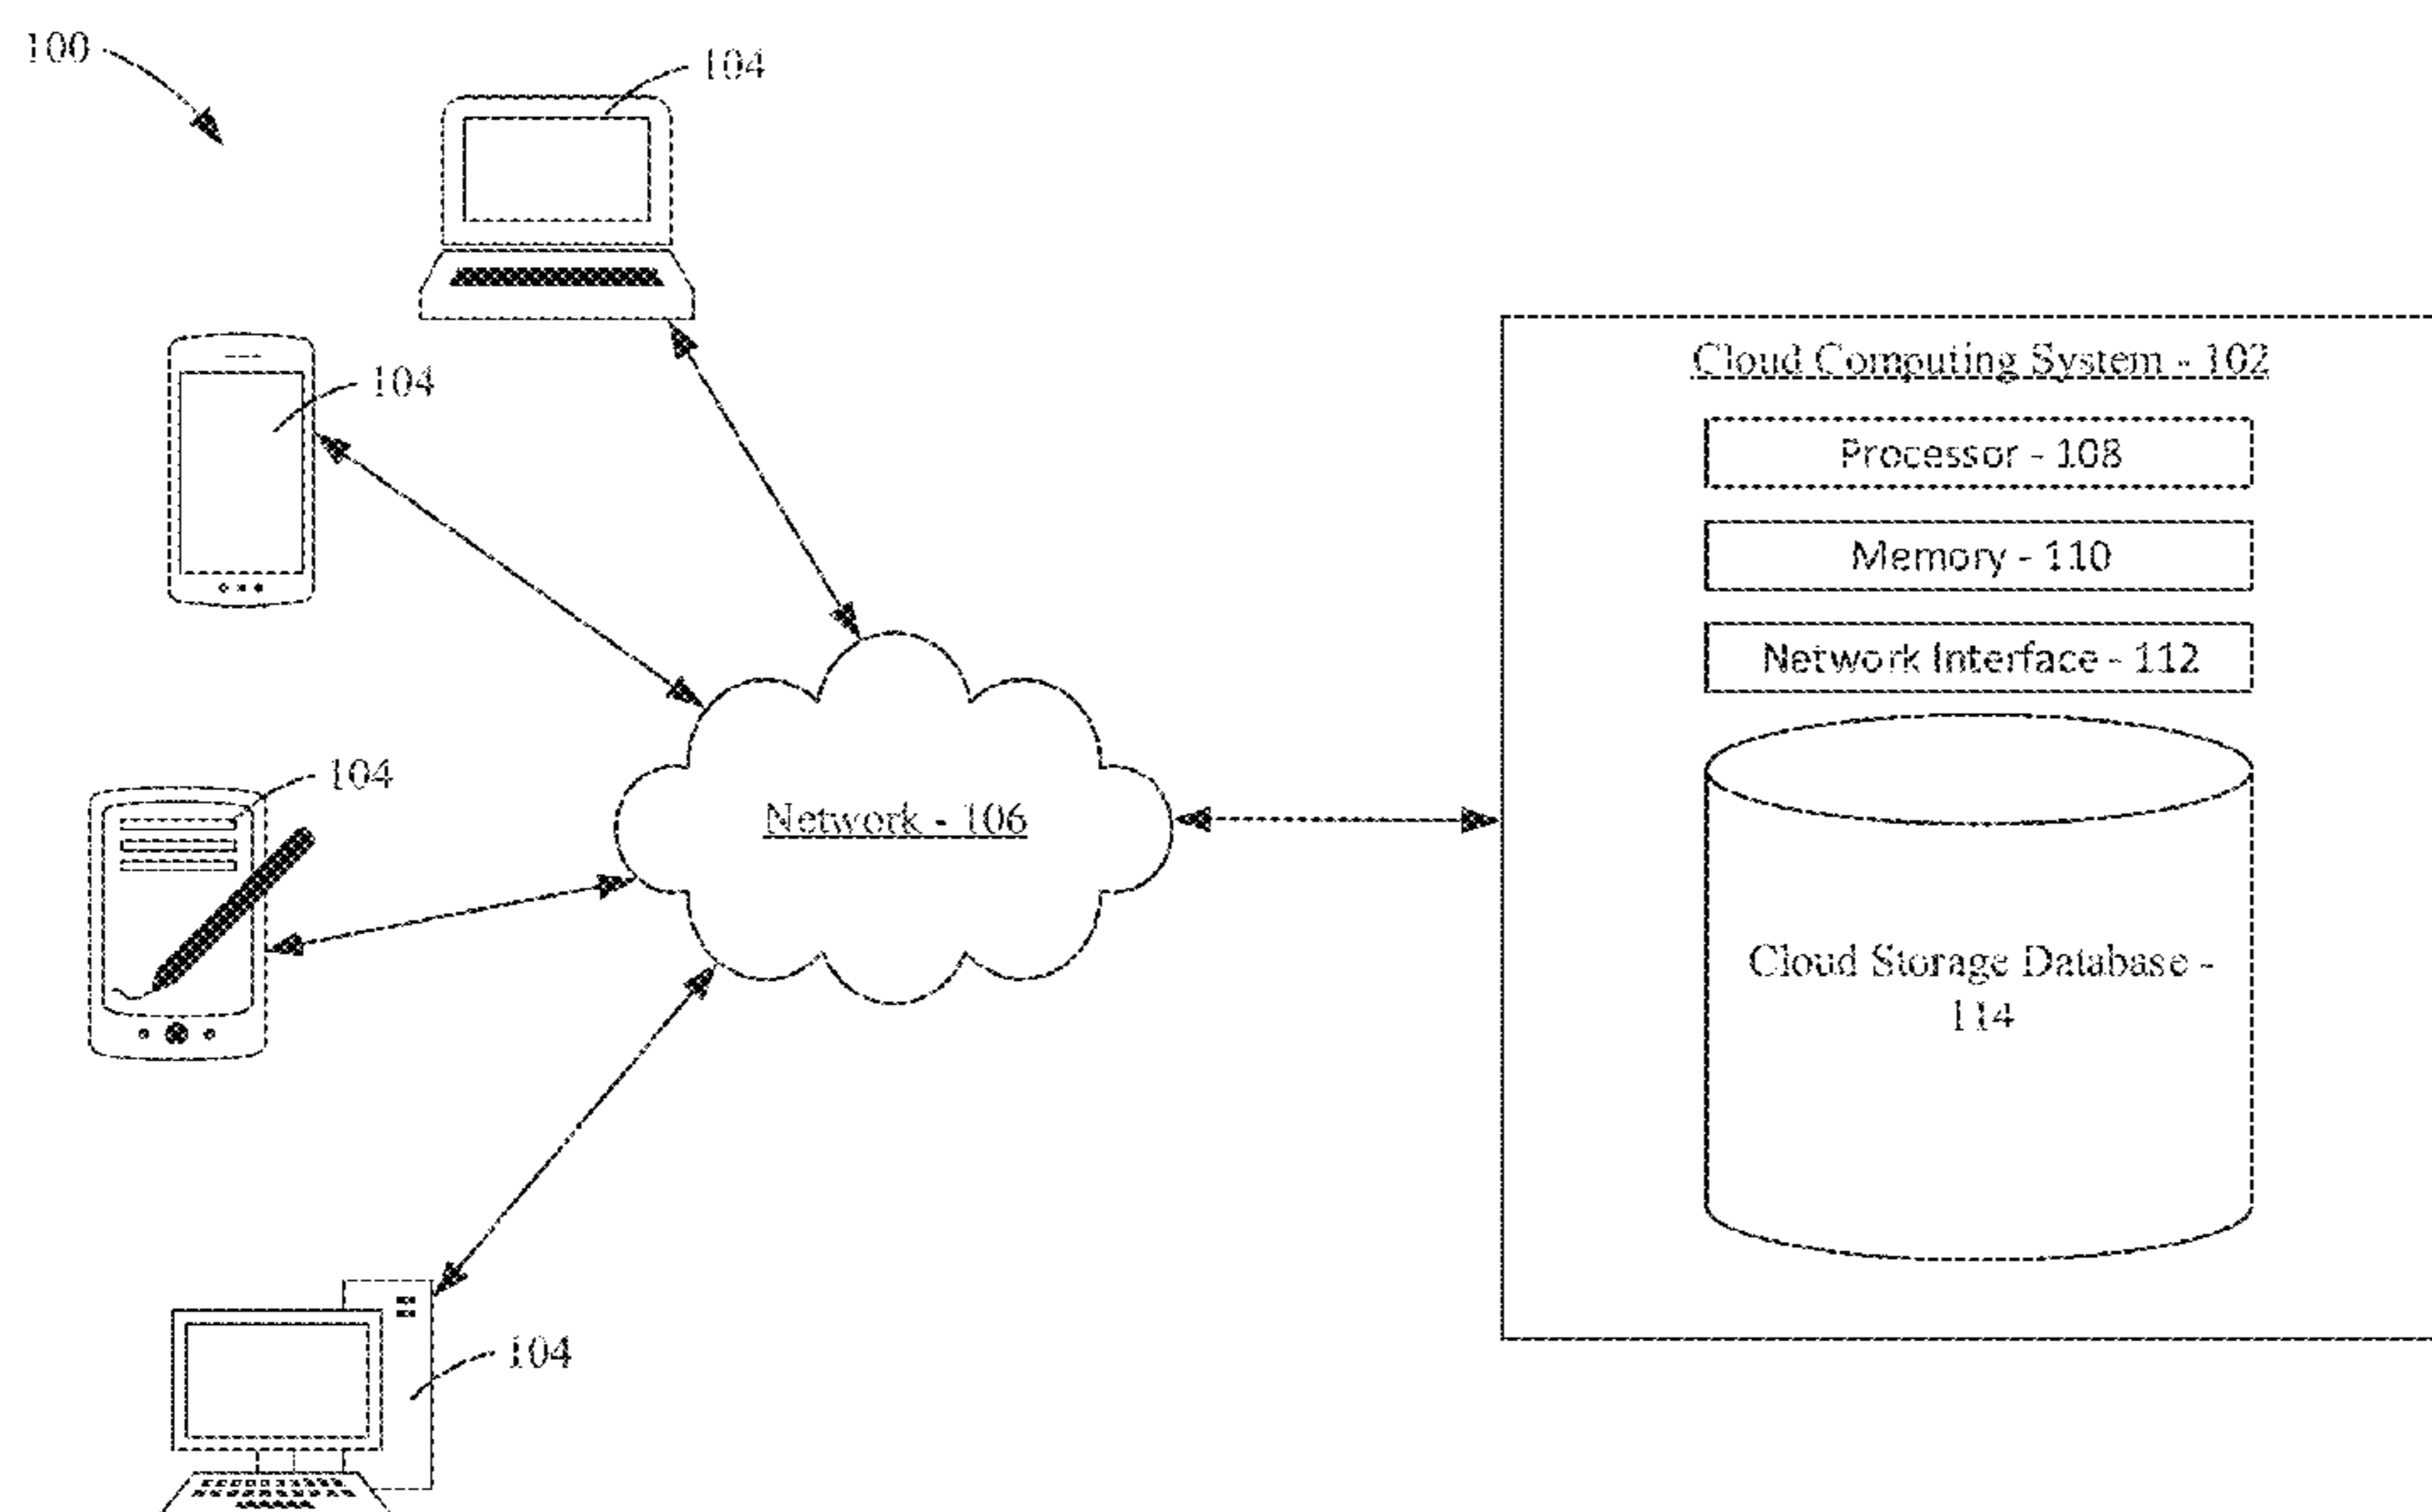 100
104
104
Cloud Computing System - 102
Processor - 108
Memory - 110
Network Interface - 112
104
Network - 106
Cloud Storage Database -
114
104